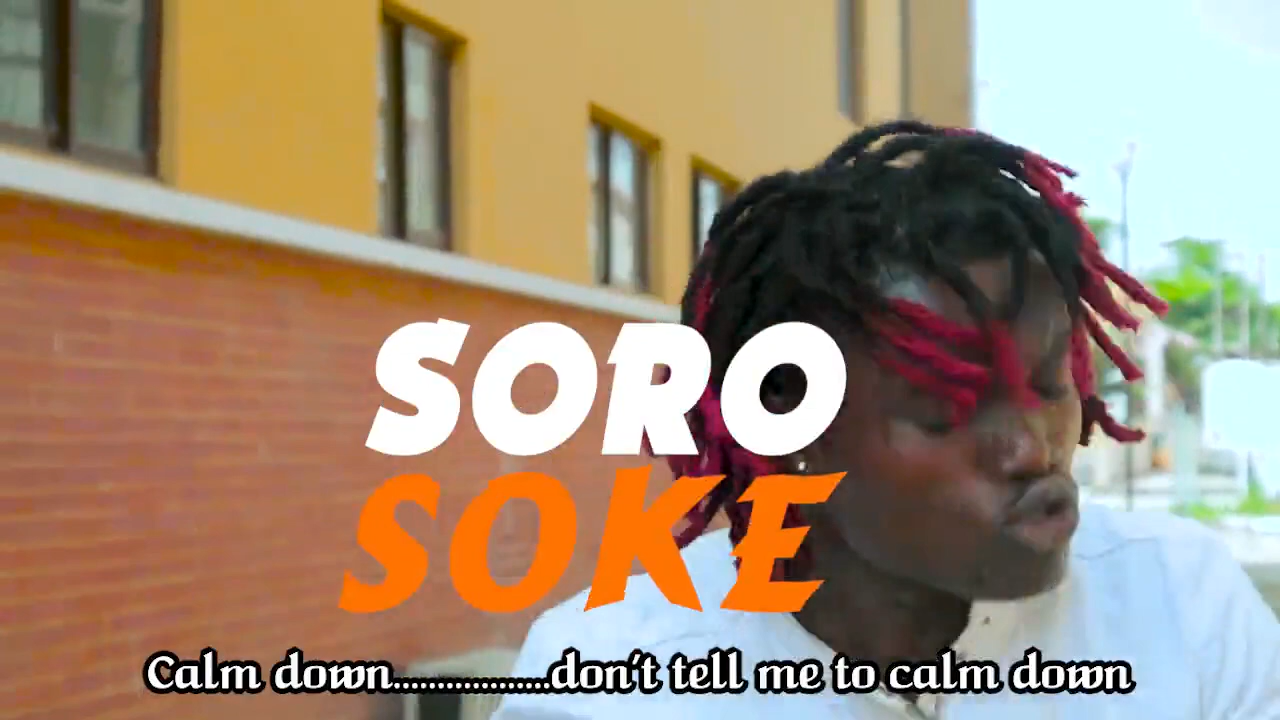 SORO
SOKE
Calm down..................don't tell me to calm down